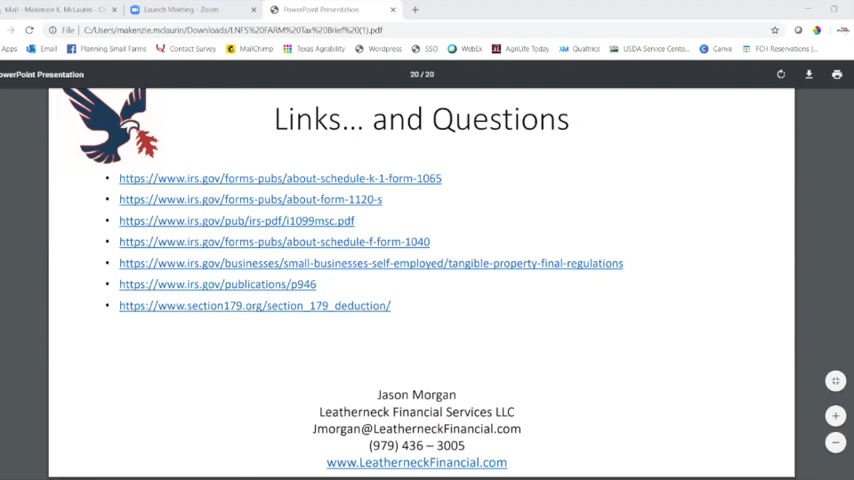 Mail - Makenzie K. McLaurin - O
Launch Meeting - Zoom
PowerPoint Presentation
File
C:/Users/makenzie.mclaurin/Downloads/LNFS%20FARM%20Tax%20Brief%20(1).pdf
Apps
Email
Planning Small Farms
Contact Survey
MailChimp
Texas Agrability
Wordpress
SSO
WebEx
AgriLife Today
Qualtrics
USDA Service Cente...
Canva
FCH Reservations (...
PowerPoint Presentation
20 / 20
Links... and Questions
• https://www.irs.gov/forms-pubs/about-schedule-k-1-form-1065
• https://www.irs.gov/forms-pubs/about-form-1120-s
• https://www.irs.gov/pub/irs-pdf/i1099msc.pdf
• https://www.irs.gov/forms-pubs/about-schedule-f-form-1040
• https://www.irs.gov/businesses/small-businesses-self-employed/tangible-property-final-regulations
• https://www.irs.gov/publications/p946
• https://www.section179.org/section_179_deduction/
Jason Morgan
Leatherneck Financial Services LLC
Jmorgan@LeatherneckFinancial.com
(979) 436 – 3005
www.LeatherneckFinancial.com